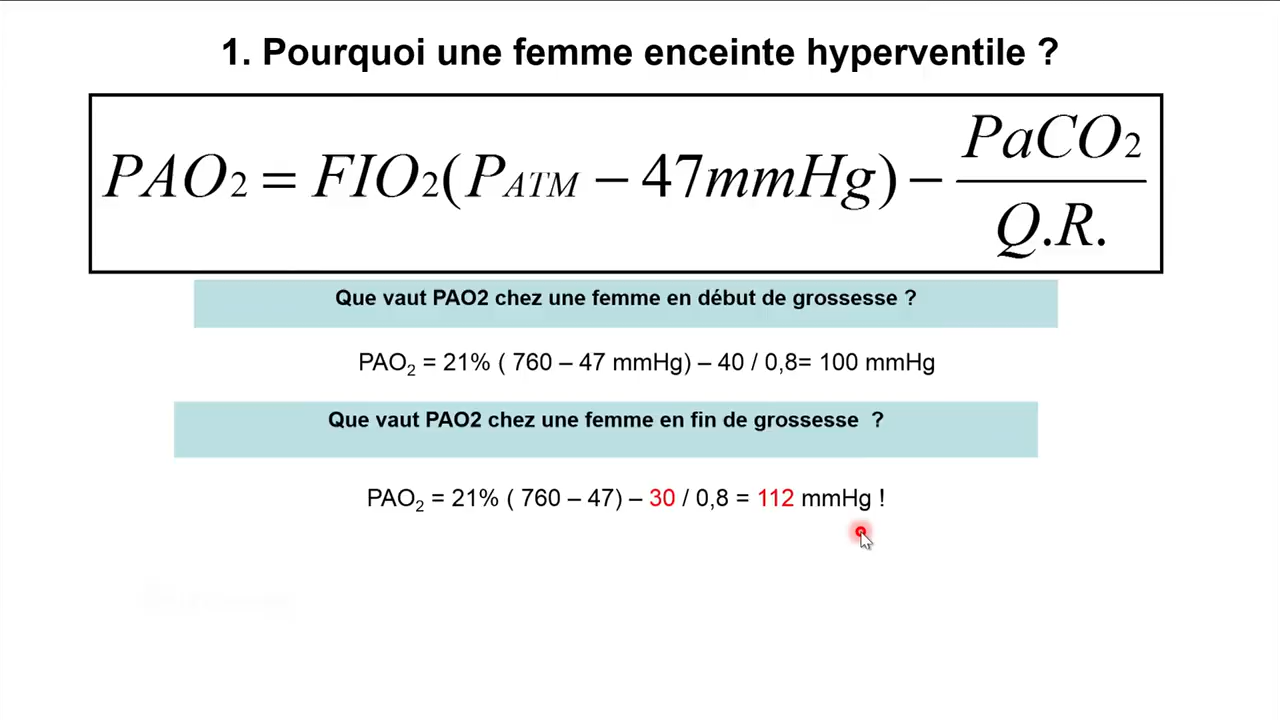 1. Pourquoi une femme enceinte hyperventile ?
PAO2 = FIO2(PATM − 47mmHg) − PaCO2 / Q.R.
Que vaut PAO2 chez une femme en début de grossesse ?
PAO2 = 21% ( 760 – 47 mmHg) – 40 / 0,8= 100 mmHg
Que vaut PAO2 chez une femme en fin de grossesse ?
PAO2 = 21% ( 760 – 47) – 30 / 0,8 = 112 mmHg !